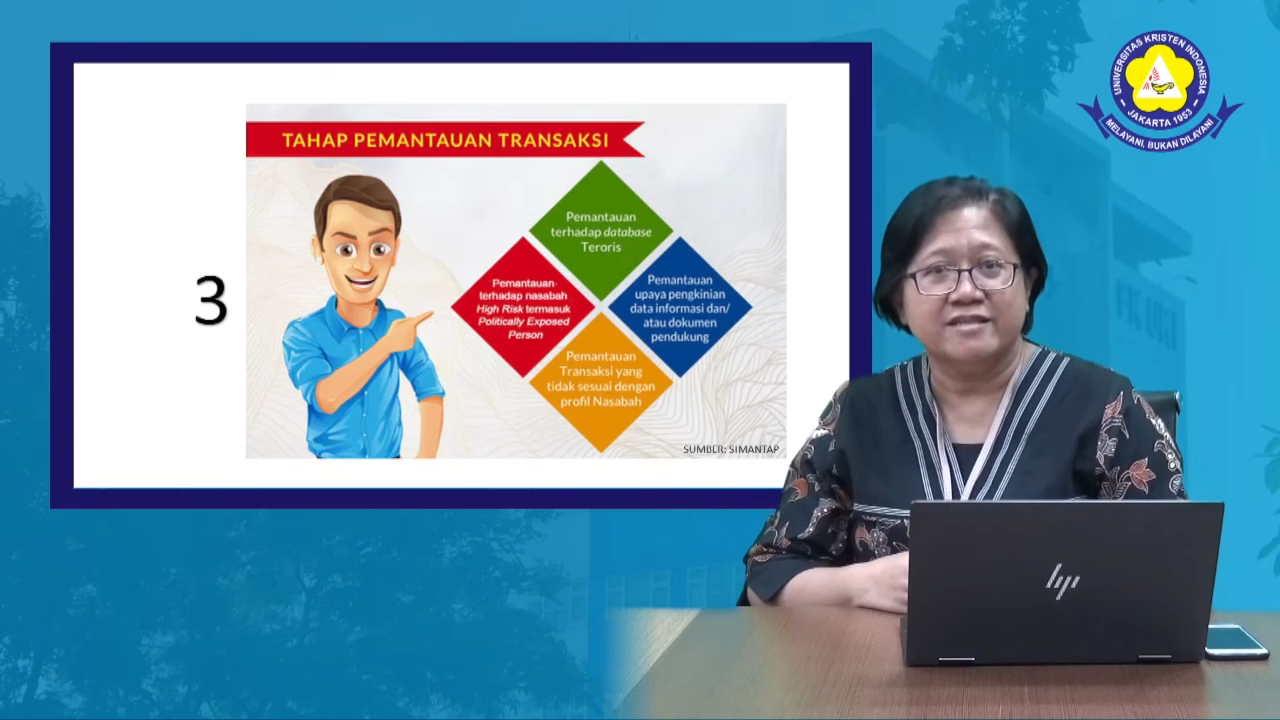 TAHAP PEMANTAUAN TRANSAKSI
Pemantauan
terhadap database
Teroris
Pemantauan
terhadap nasabah
High Risk termasuk
Politically Exposed
Person
Pemantauan
upaya pengkinian
data informasi dan/
atau dokumen
pendukung
Pemantauan
Transaksi yang
tidak sesuai dengan
profil Nasabah
3
SUMBER: SIMANTAP
UNIVERSITAS KRISTEN INDONESIA
JAKARTA 1953
MELAYANI, BUKAN DILAYANI
hp